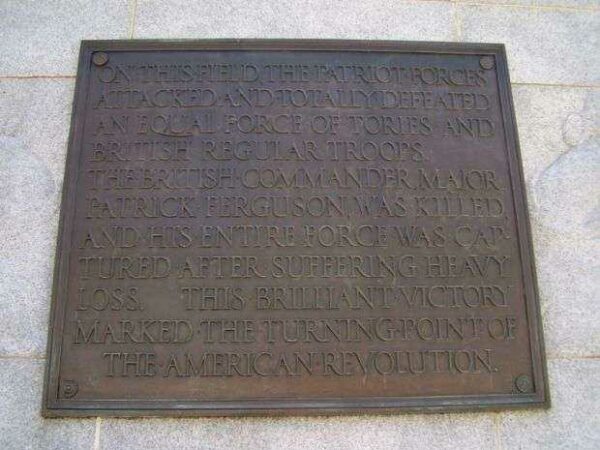 ON THIS FIELD THE PATRIOT FORCES
ATTACKED AND TOTALLY DEFEATED
AN EQUAL FORCE OF TORIES AND
BRITISH REGULAR TROOPS.
THE BRITISH COMMANDER, MAJOR
PATRICK FERGUSON, WAS KILLED,
AND HIS ENTIRE FORCE WAS CAP-
TURED AFTER SUFFERING HEAVY
LOSS. THIS BRILLIANT VICTORY
MARKED THE TURNING POINT OF
THE AMERICAN REVOLUTION.